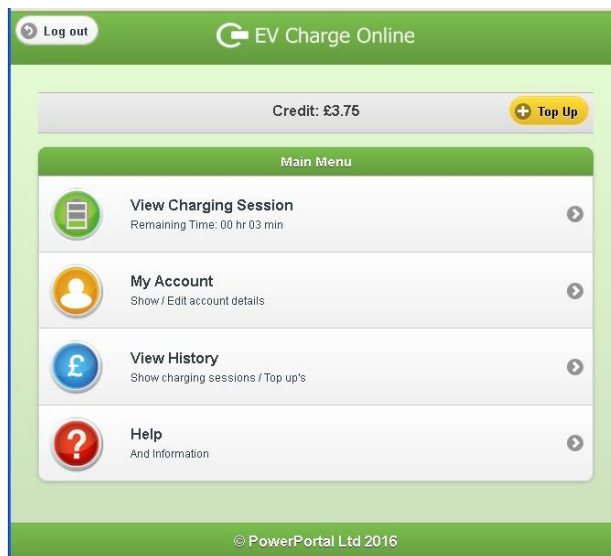 Log out
EV Charge Online
Credit: £3.75
Top Up
Main Menu
View Charging Session
Remaining Time: 00 hr 03 min
My Account
Show / Edit account details
£
View History
Show charging sessions / Top up's
?
Help
And Information
© PowerPortal Ltd 2016